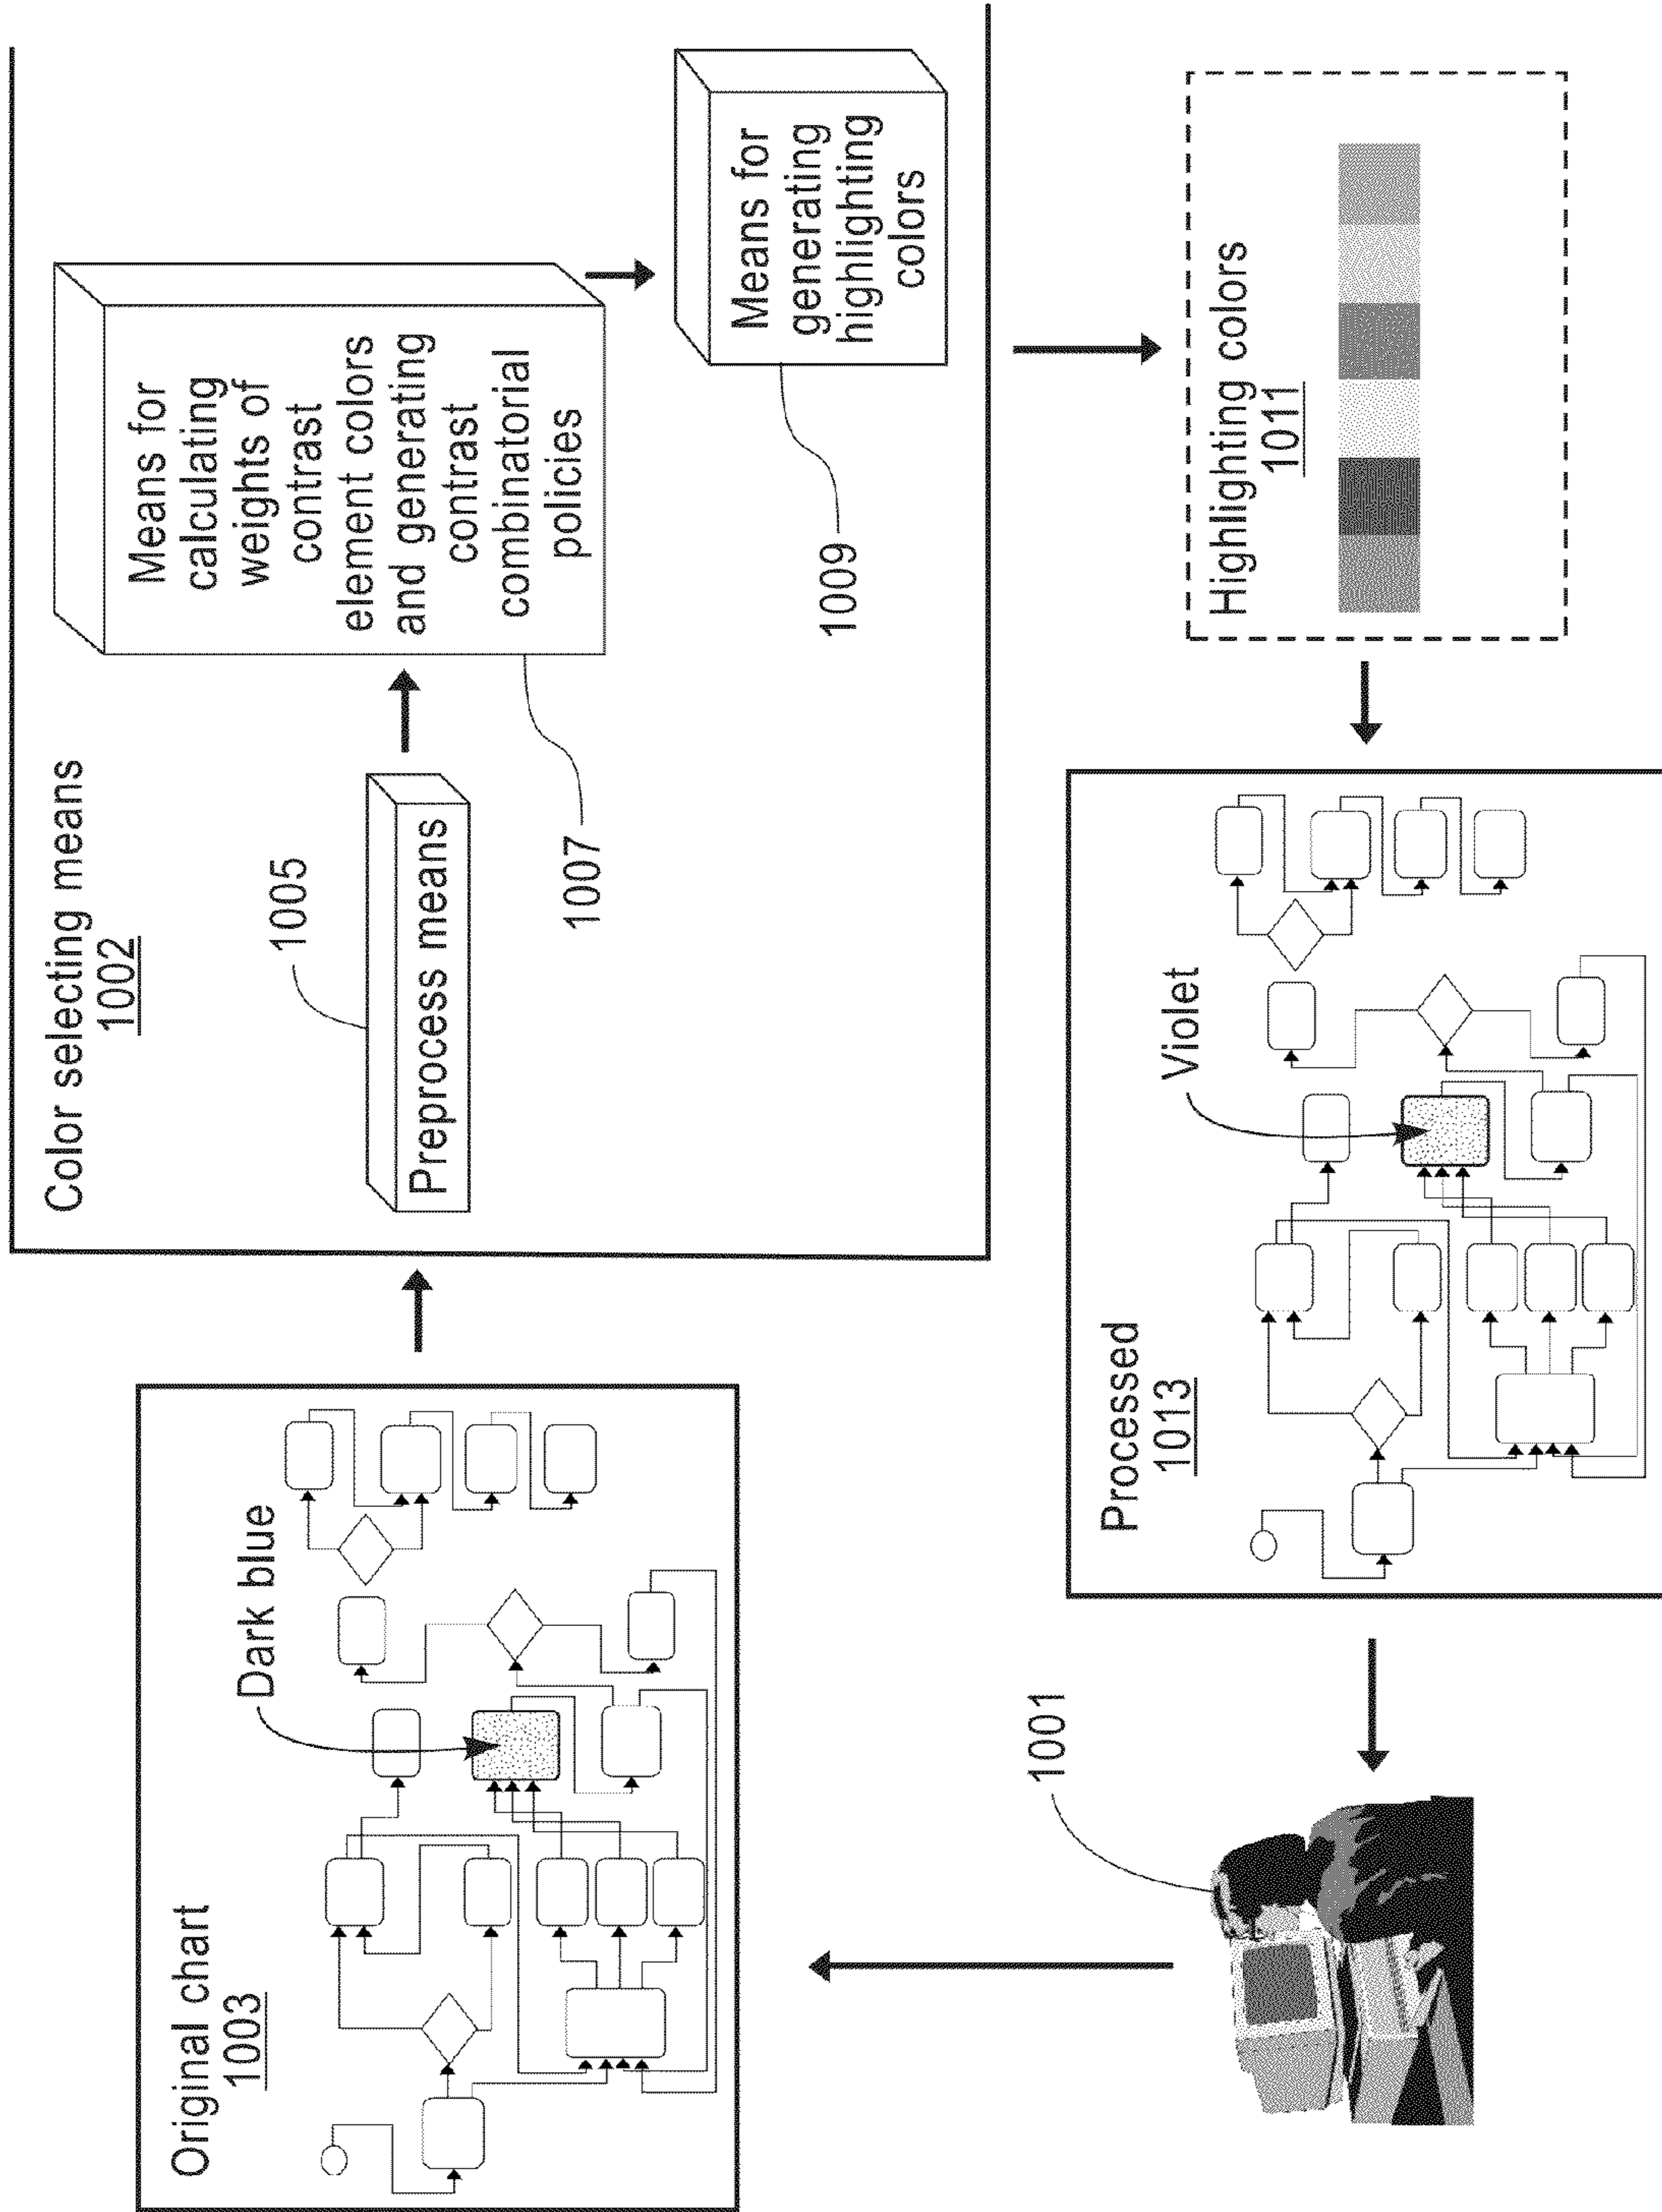 Original chart
1003
Dark blue
Color selecting means
1002
1005
Preprocess means
1007
Means for
calculating
weights of
contrast
element colors
and generating
contrast
combinatorial
policies
Means for
generating
highlighting
colors
1009
1001
Processed
1013
Violet
Highlighting colors
1011